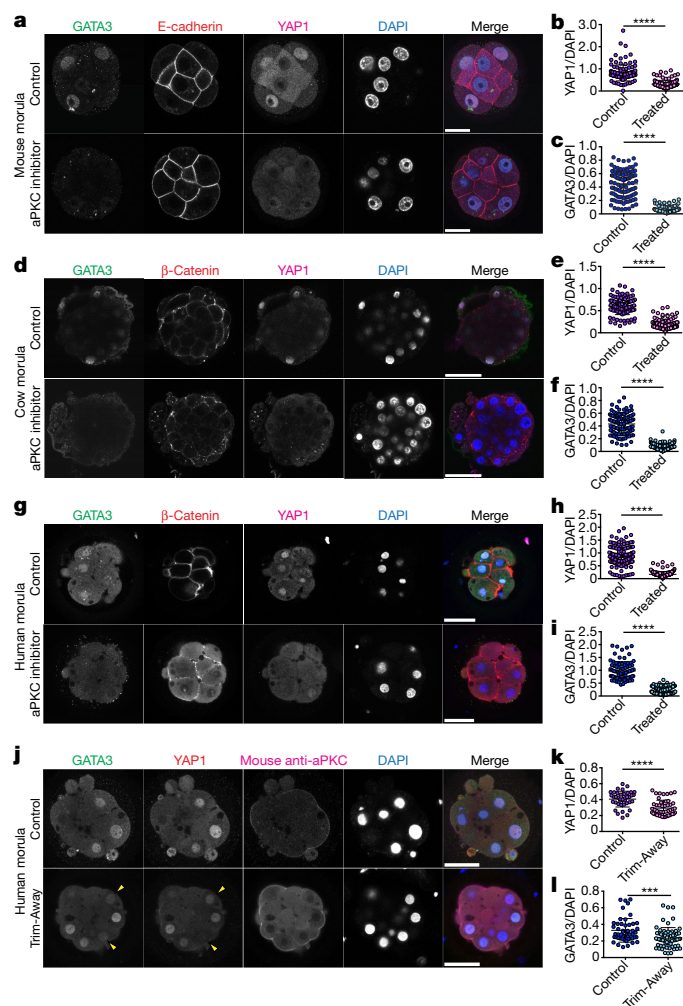 a
GATA3 E-cadherin YAP1 DAPI Merge
Mouse morula
Control
aPKC inhibitor
b
YAP1/DAPI
3.0
2.0
1.0
0
****
Control Treated
c
GATA3/DAPI
1.0
0.8
0.6
0.4
0.2
0
****
Control Treated
d
GATA3 β-Catenin YAP1 DAPI Merge
Cow morula
Control
aPKC inhibitor
e
YAP1/DAPI
1.5
1.0
0.5
0
****
Control Treated
f
GATA3/DAPI
1.0
0.8
0.6
0.4
0.2
0
****
Control Treated
g
GATA3 β-Catenin YAP1 DAPI Merge
Human morula
Control
aPKC inhibitor
h
YAP1/DAPI
2.5
2.0
1.5
1.0
0.5
0
****
Control Treated
i
GATA3/DAPI
2.5
2.0
1.5
1.0
0.5
0
****
Control Treated
j
GATA3 YAP1 Mouse anti-aPKC DAPI Merge
Human morula
Control
Trim-Away
k
YAP1/DAPI
0.8
0.6
0.4
0.2
0
****
Control Trim-Away
l
GATA3/DAPI
0.8
0.6
0.4
0.2
0
***
Control Trim-Away